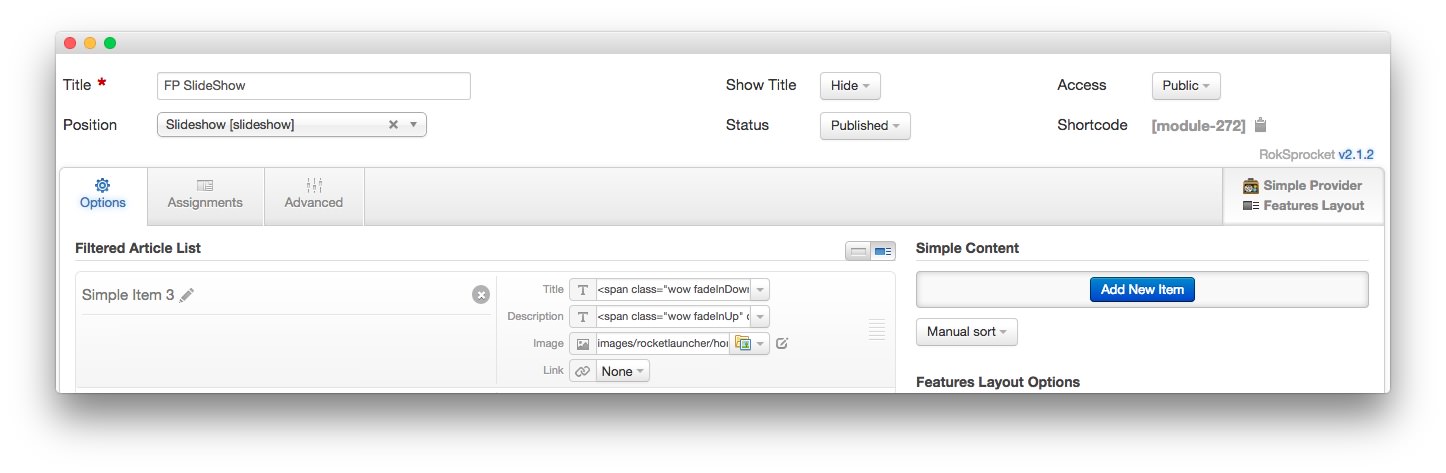 Title * FP SlideShow Show Title Hide Access Public
Position Slideshow [slideshow] Status Published Shortcode [module-272]
RokSprocket v2.1.2
Options Assignments Advanced Simple Provider
Features Layout
Filtered Article List Simple Content
Simple Item 3
Title <span class="wow fadeInDow
Description <span class="wow fadeInUp" d
Image images/rocketlauncher/ho
Link None
Add New Item
Manual sort
Features Layout Options